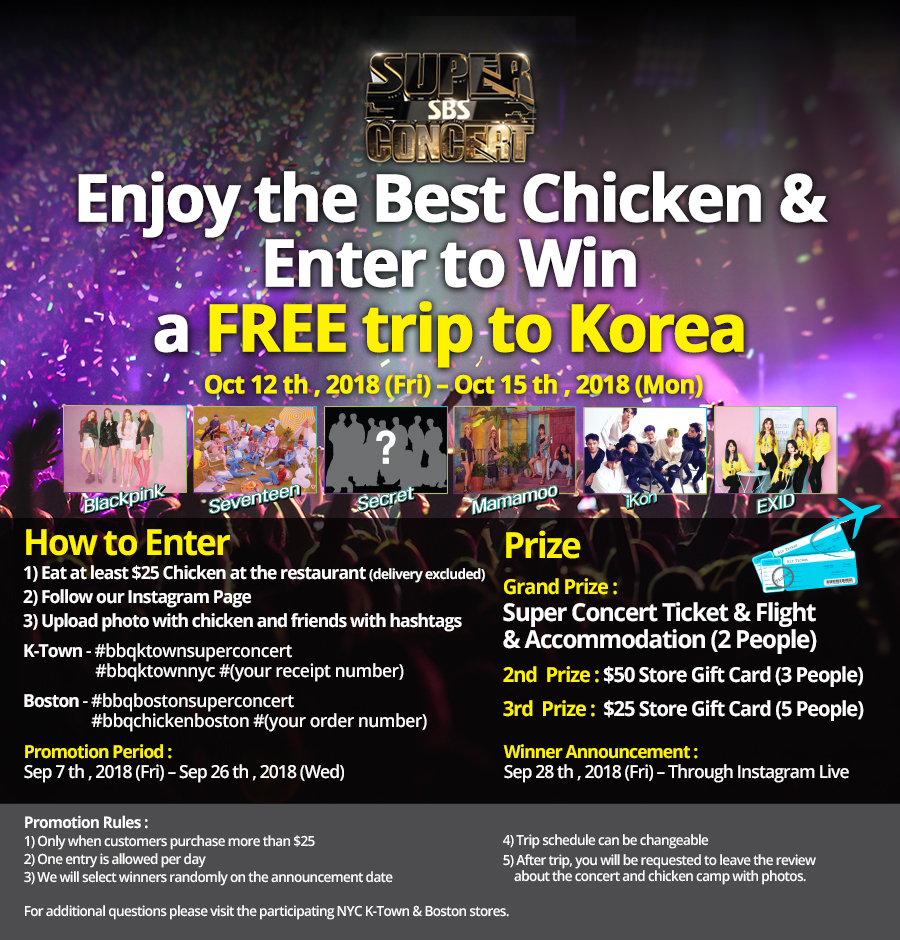 SUPER
SBS
CONCERT
Enjoy the Best Chicken &
Enter to Win
a FREE trip to Korea
Oct 12 th , 2018 (Fri) – Oct 15 th , 2018 (Mon)
?
Blackpink Seventeen Secret Mamamoo iKon EXID
How to Enter
1) Eat at least $25 Chicken at the restaurant (delivery excluded)
2) Follow our Instagram Page
3) Upload photo with chicken and friends with hashtags
K-Town - #bbqktownsuperconcert
#bbqktownnyc #(your receipt number)
Boston - #bbqbostonsuperconcert
#bbqchickenboston #(your order number)
Promotion Period :
Sep 7 th , 2018 (Fri) – Sep 26 th , 2018 (Wed)
Prize
Grand Prize :
Super Concert Ticket & Flight
& Accommodation (2 People)
2nd Prize : $50 Store Gift Card (3 People)
3rd Prize : $25 Store Gift Card (5 People)
Winner Announcement :
Sep 28 th , 2018 (Fri) – Through Instagram Live
Promotion Rules :
1) Only when customers purchase more than $25
2) One entry is allowed per day
3) We will select winners randomly on the announcement date
4) Trip schedule can be changeable
5) After trip, you will be requested to leave the review
about the concert and chicken camp with photos.
For additional questions please visit the participating NYC K-Town & Boston stores.